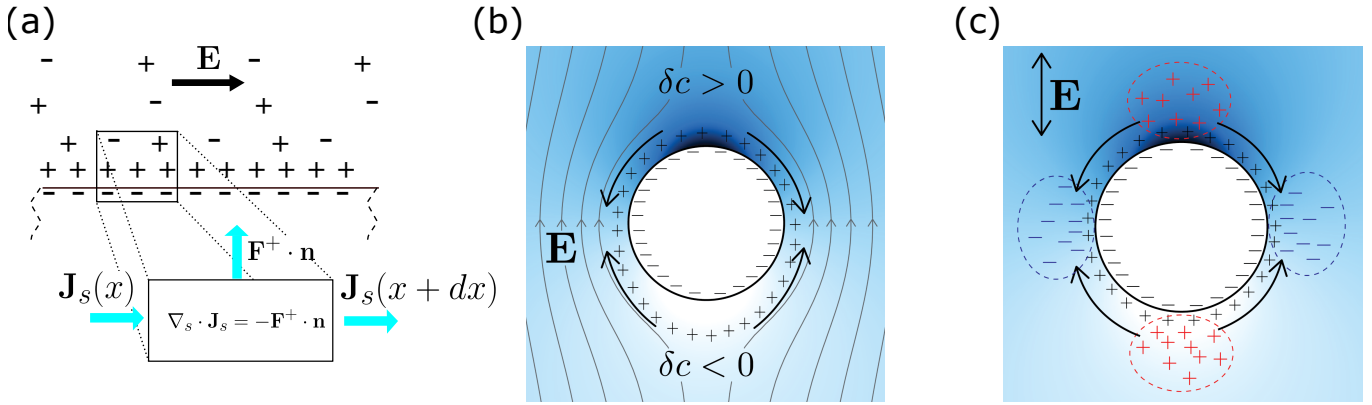 (a)
E
F⁺ · n
J_s(x)
J_s(x + dx)
∇_s · J_s = −F⁺ · n
(b)
δc > 0
E
δc < 0
(c)
E